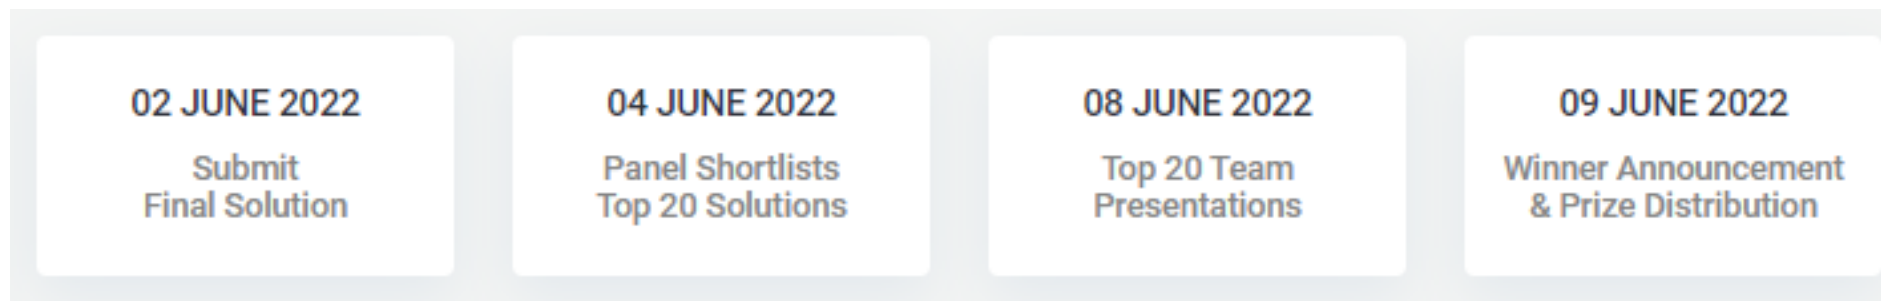 02 JUNE 2022
Submit
Final Solution
04 JUNE 2022
Panel Shortlists
Top 20 Solutions
08 JUNE 2022
Top 20 Team
Presentations
09 JUNE 2022
Winner Announcement
& Prize Distribution